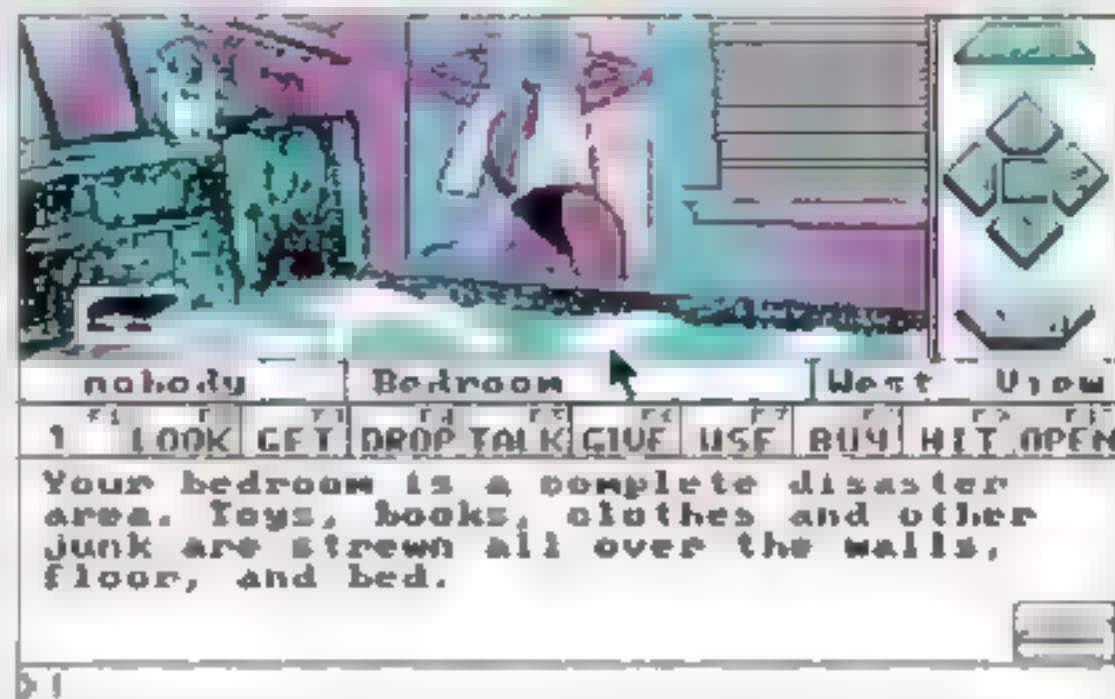 nobody Bedroom West View
LOOK GET DROP TALK GIVE USE BUY HIT OPEN
Your bedroom is a complete disaster
area. Toys, books, clothes and other
junk are strewn all over the walls,
floor, and bed.